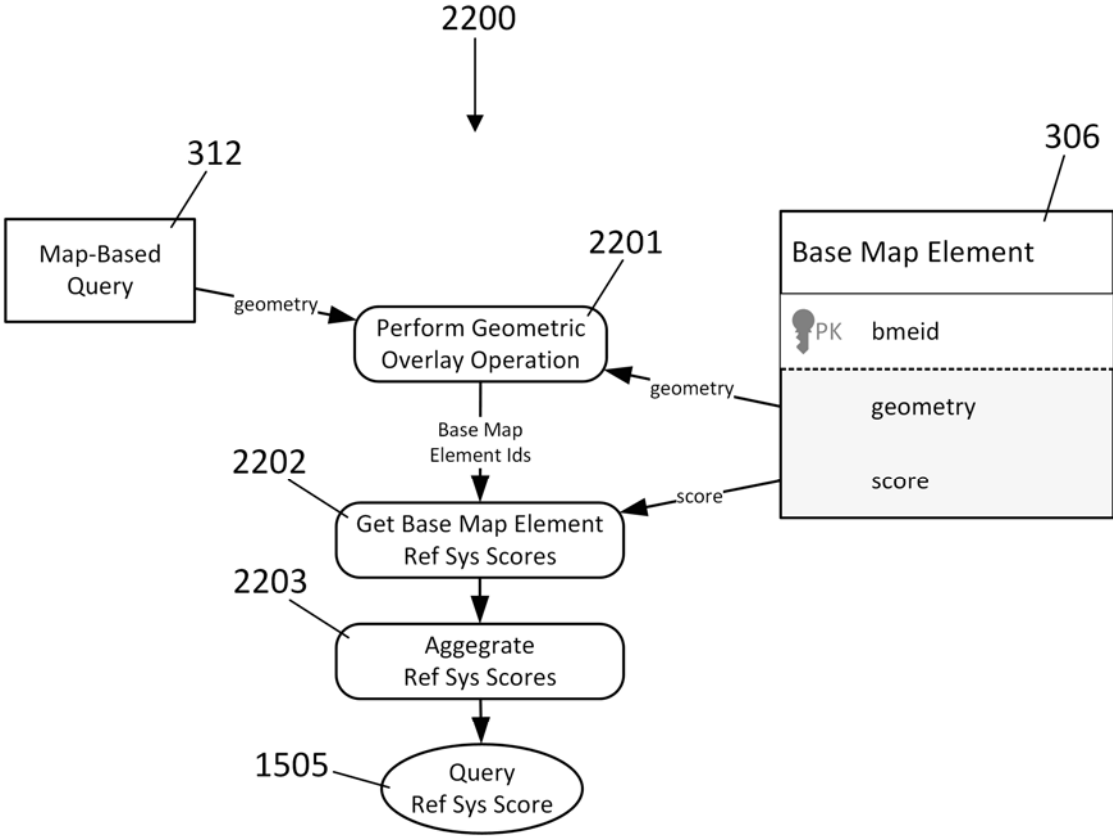 2200
312
306
Map-Based
Query
2201
Base Map Element
geometry
Perform Geometric
Overlay Operation
PK bmeid
geometry
geometry
Base Map
Element Ids
2202
score
score
Get Base Map Element
Ref Sys Scores
2203
Aggegrate
Ref Sys Scores
1505
Query
Ref Sys Score